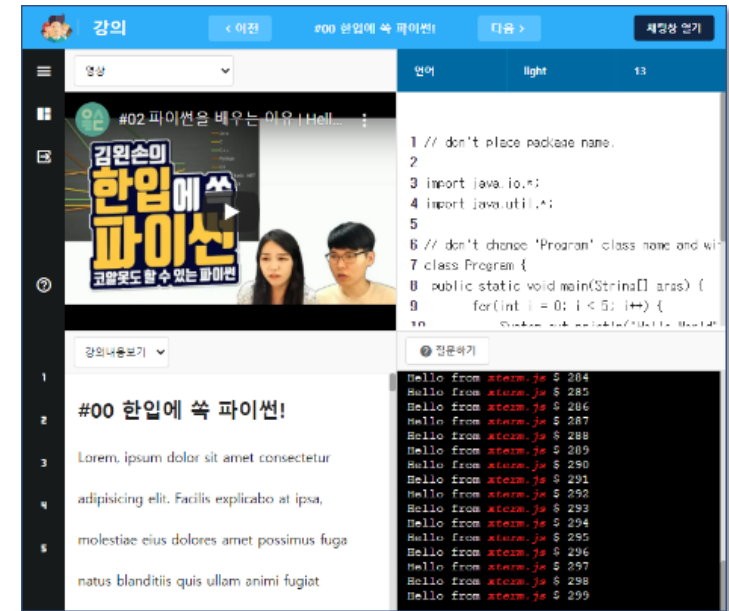 강의
< 이전
#00 한입에 쏙 파이썬!
다음 >
채팅창 열기
영상
언어
light
13
#02 파이썬을 배우는 이유 | Hell...
김왼손의
한입에 쏙
파이썬
코알못도 할 수 있는 파이썬
1 // don't place package name.
2
3 import java.io.*;
4 import java.util.*;
5
6 // don't change 'Program' class name and wit
7 class Program {
8 public static void main(String[] args) {
9 for(int i = 0; i < 5; i++) {
10 System.out.println("Hello World"
강의내용보기
질문하기
1
2
3
4
5
#00 한입에 쏙 파이썬!
Lorem, ipsum dolor sit amet consectetur
adipisicing elit. Facilis explicabo at ipsa,
molestiae eius dolores amet possimus fuga
natus blanditiis quis ullam animi fugiat
Hello from xterm.js $ 284
Hello from xterm.js $ 285
Hello from xterm.js $ 286
Hello from xterm.js $ 287
Hello from xterm.js $ 288
Hello from xterm.js $ 289
Hello from xterm.js $ 290
Hello from xterm.js $ 291
Hello from xterm.js $ 292
Hello from xterm.js $ 293
Hello from xterm.js $ 294
Hello from xterm.js $ 295
Hello from xterm.js $ 296
Hello from xterm.js $ 297
Hello from xterm.js $ 298
Hello from xterm.js $ 299